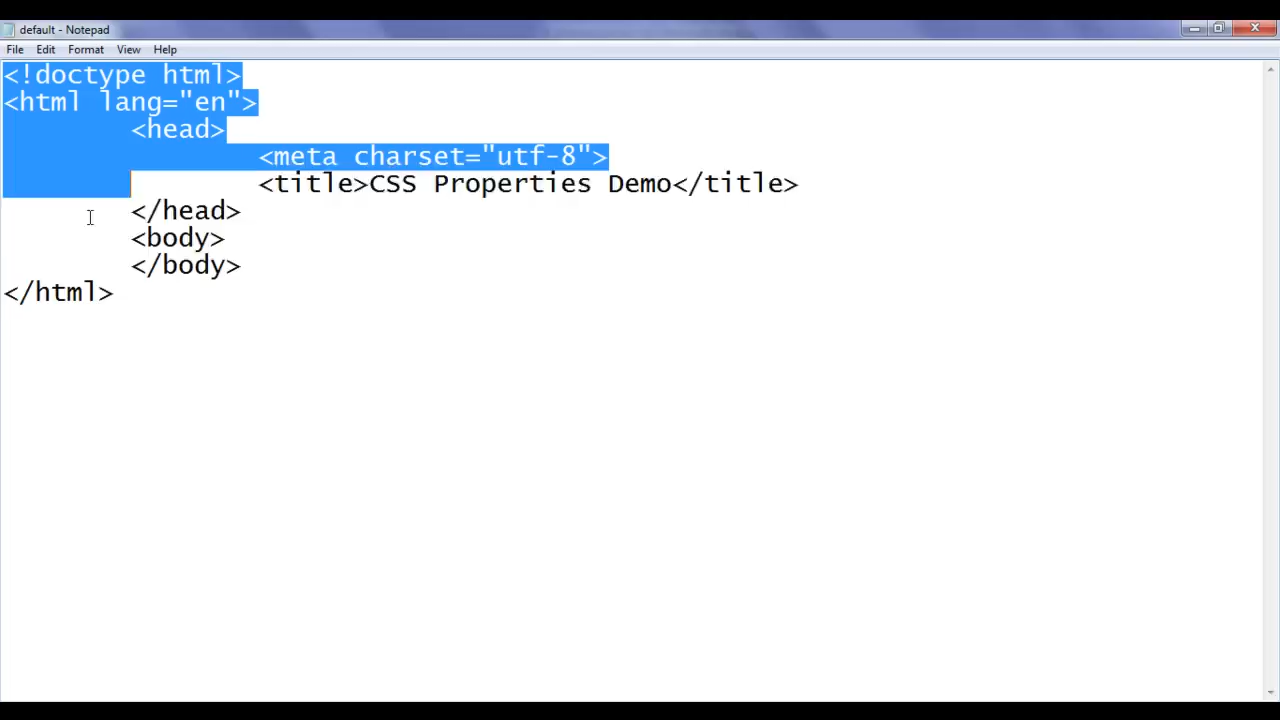 default - Notepad
File Edit Format View Help
<!doctype html>
<html lang="en">
<head>
<meta charset="utf-8">
<title>CSS Properties Demo</title>
</head>
<body>
</body>
</html>